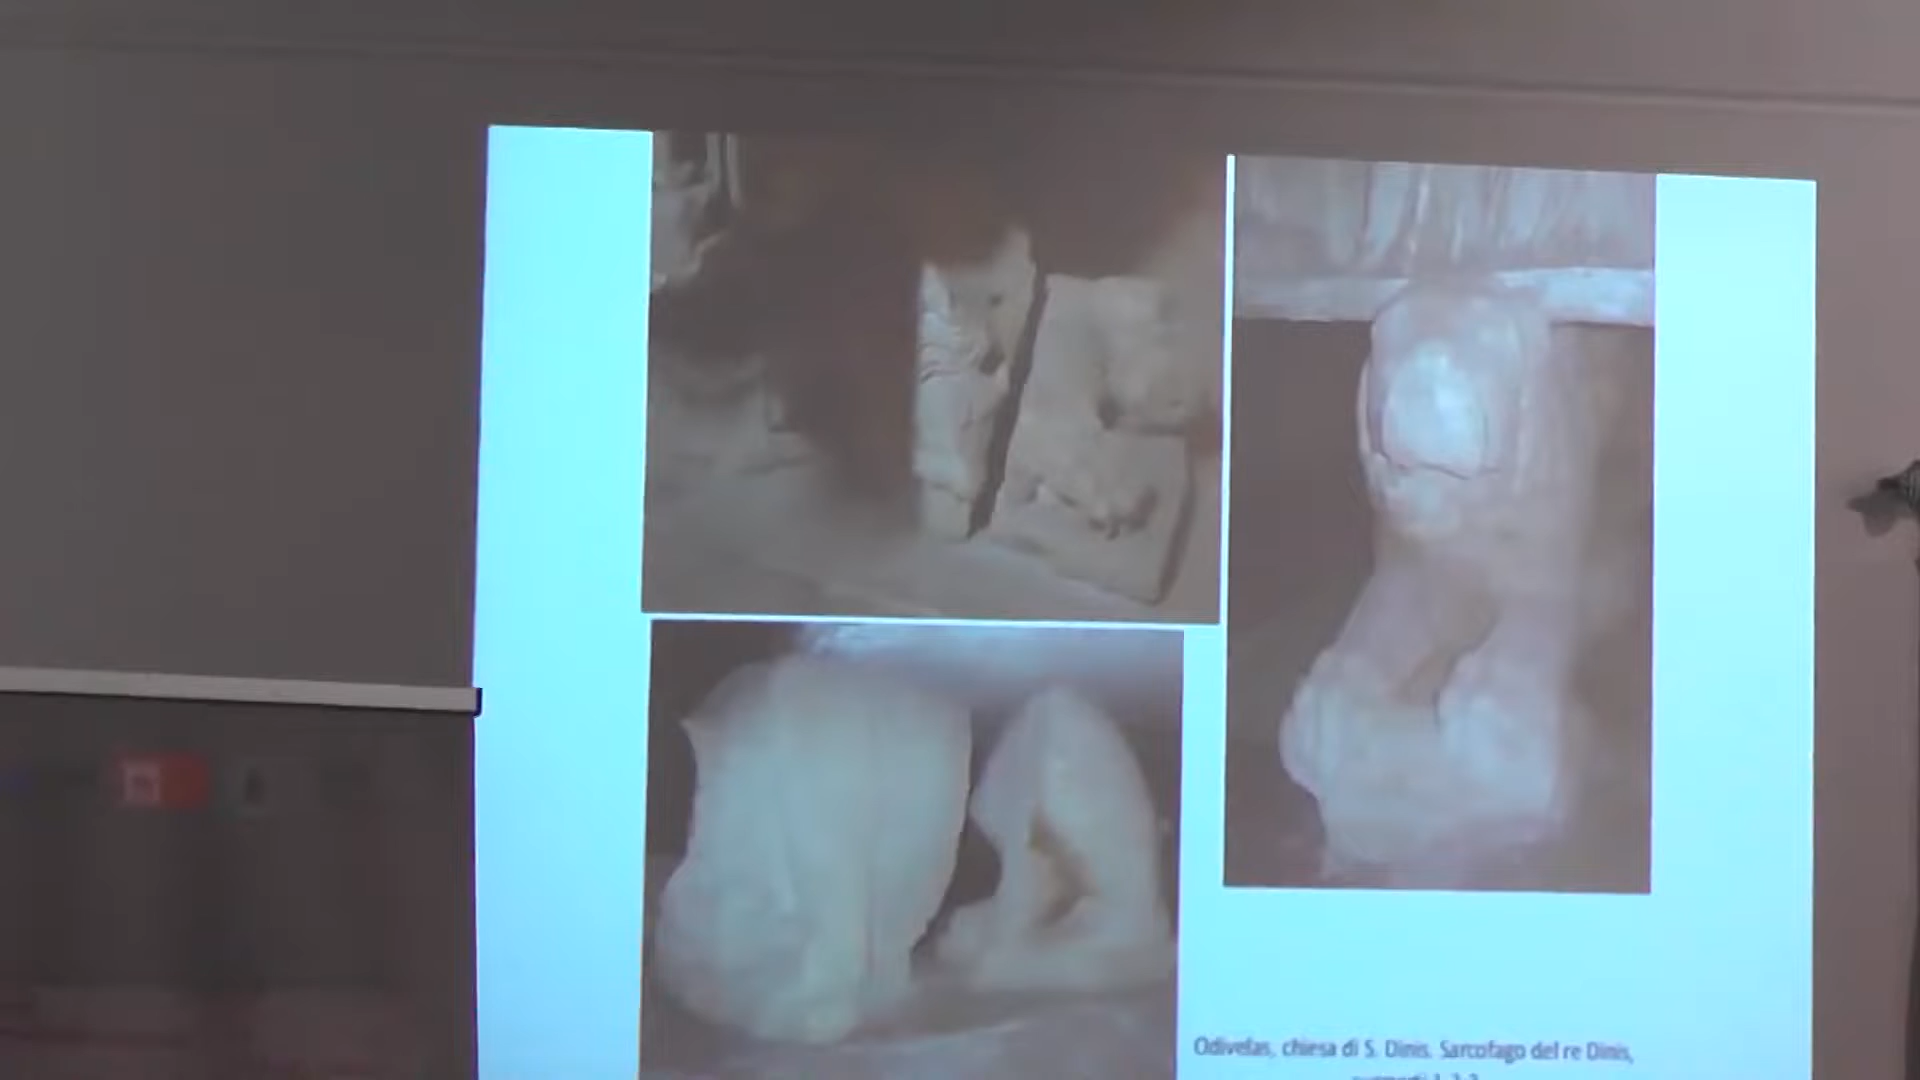 Odivelas, chiesa di S. Dinis. Sarcofago del re Dinis,